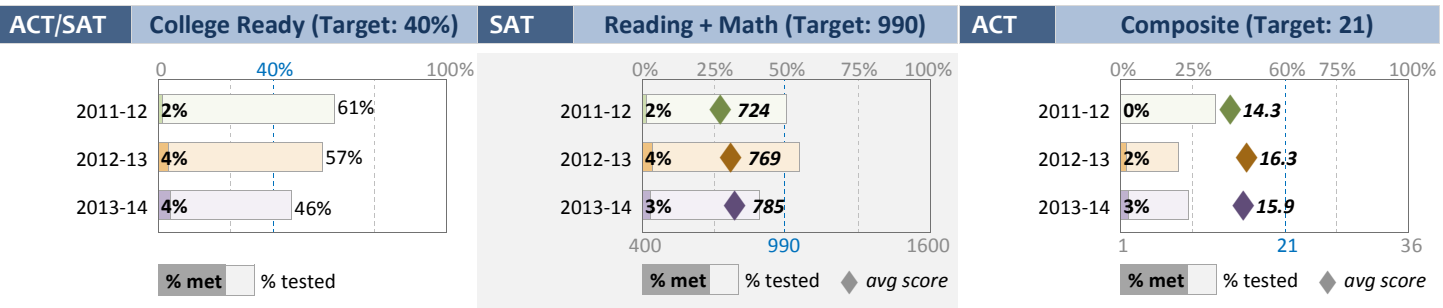 ACT/SAT College Ready (Target: 40%)
0 40% 100%
2011-12 2% 61%
2012-13 4% 57%
2013-14 4% 46%
% met % tested
SAT Reading + Math (Target: 990)
0% 25% 50% 75% 100%
2011-12 2% 724
2012-13 4% 769
2013-14 3% 785
400 990 1600
% met % tested avg score
ACT Composite (Target: 21)
0% 25% 60% 75% 100%
2011-12 0% 14.3
2012-13 2% 16.3
2013-14 3% 15.9
1 21 36
% met % tested avg score